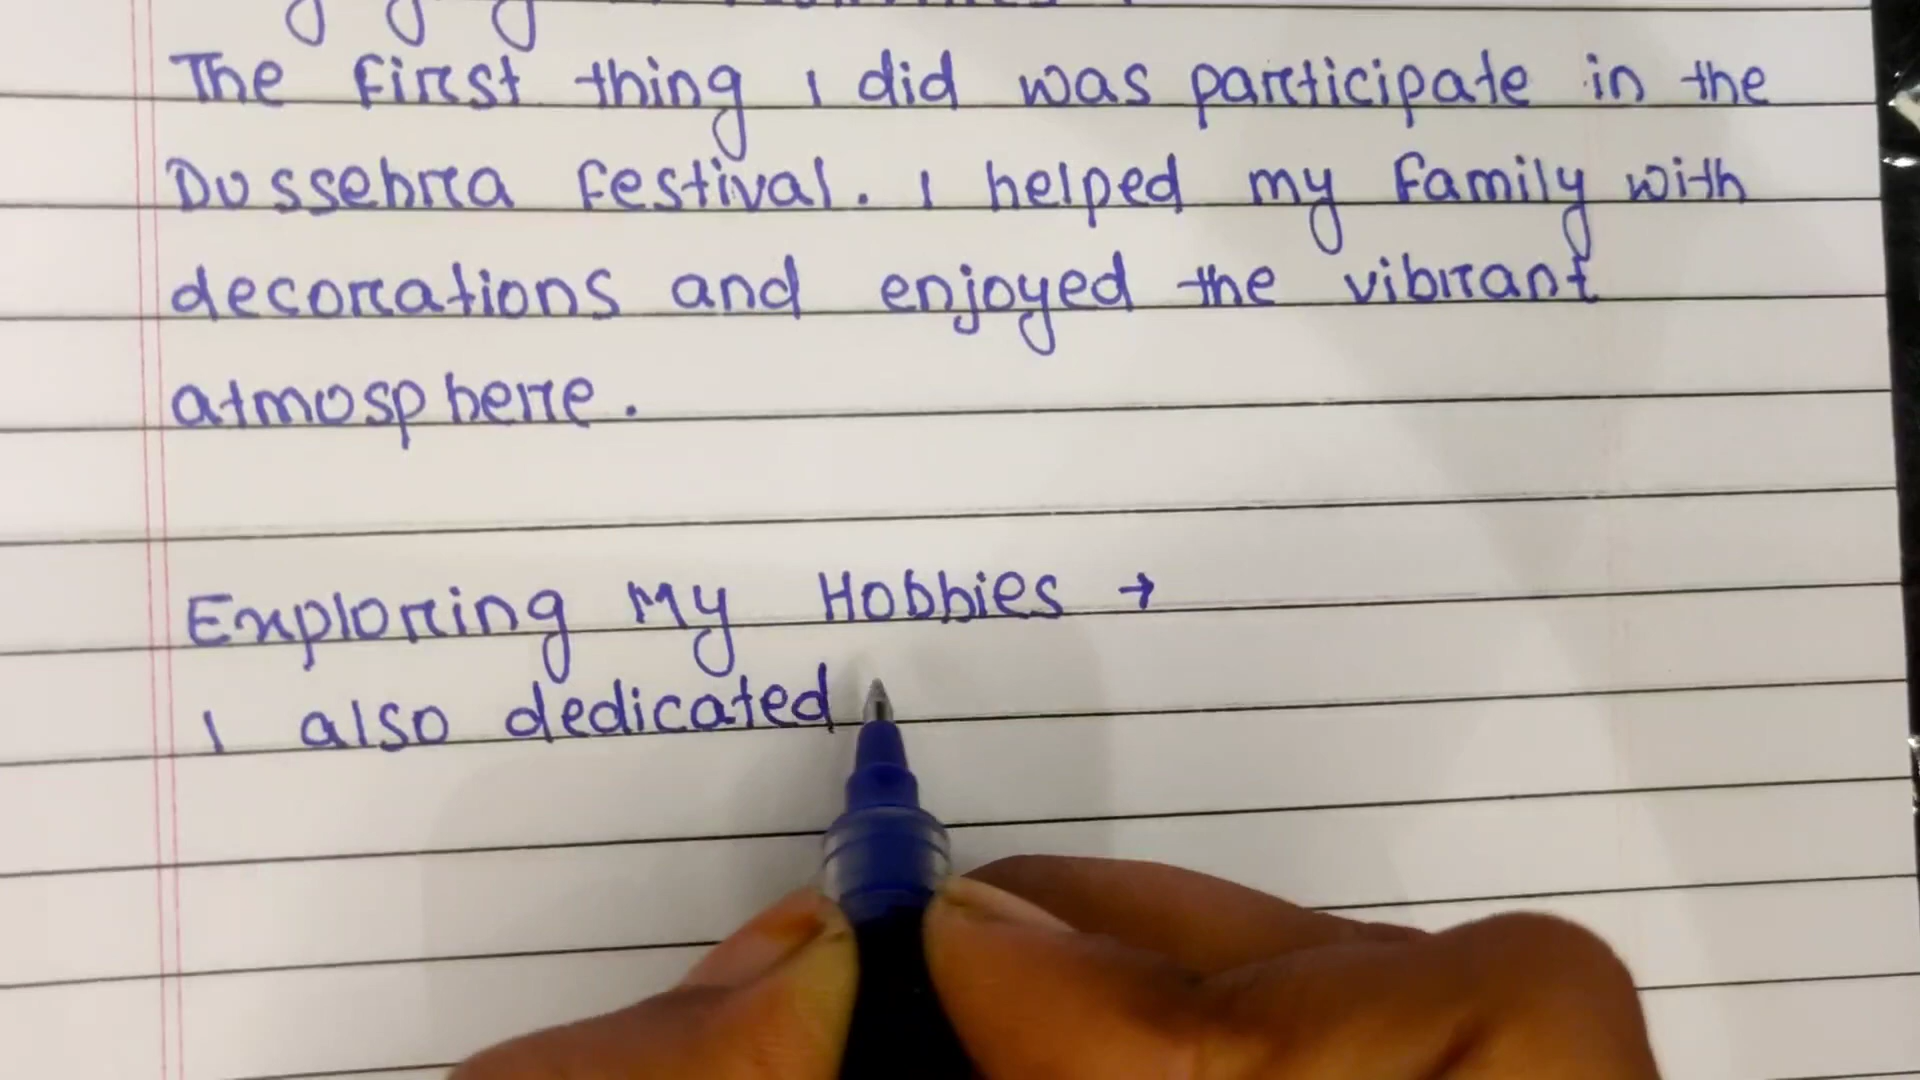 The first thing I did was participate in the
Dussehra festival. I helped my family with
decorations and enjoyed the vibrant
atmosphere.
Exploring My Hobbies →
I also dedicated